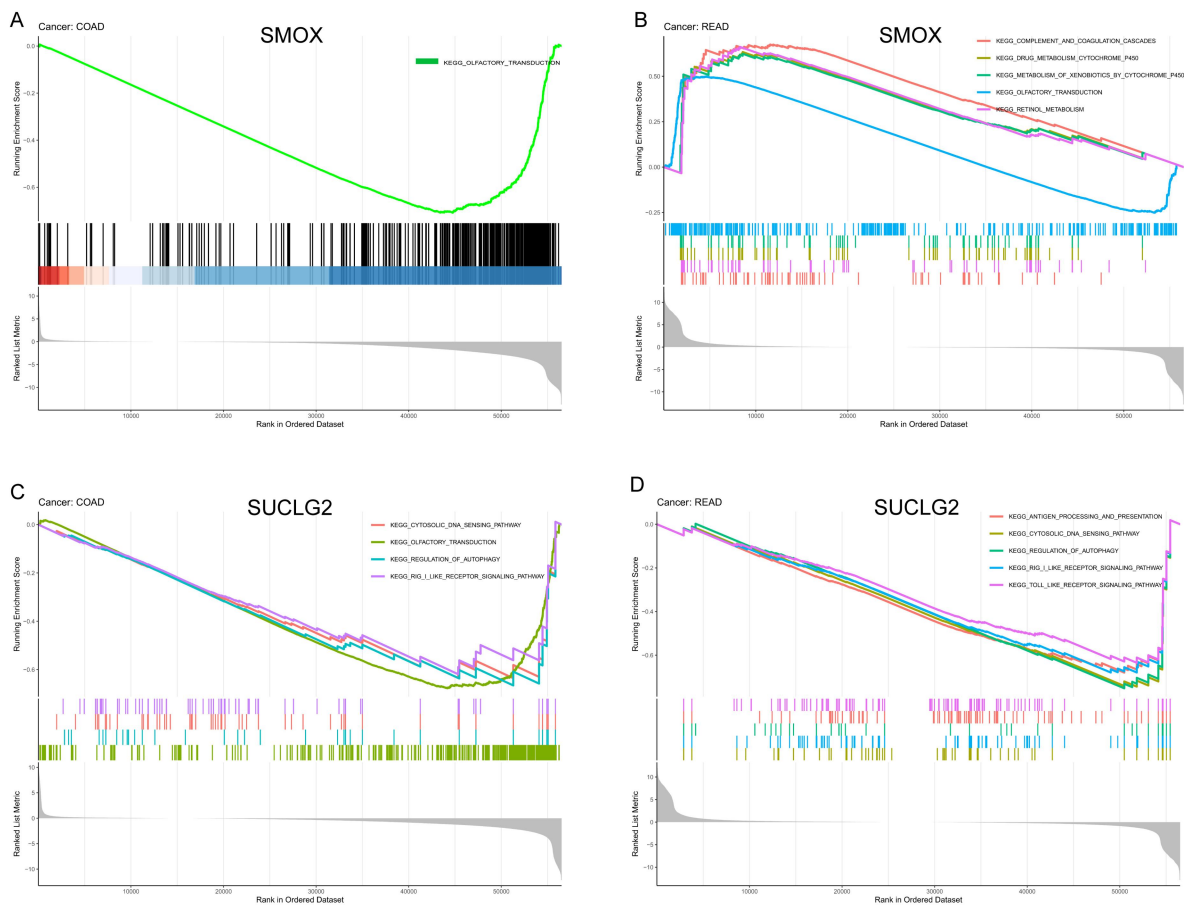 A
Cancer: COAD
SMOX
KEGG_OLFACTORY_TRANSDUCTION
Running Enrichment Score
0.0
−0.2
−0.4
−0.6
Ranked List Metric
10
5
0
−5
−10
10000 20000 30000 40000 50000
Rank in Ordered Dataset
B
Cancer: READ
SMOX
KEGG_COMPLEMENT_AND_COAGULATION_CASCADES
KEGG_DRUG_METABOLISM_CYTOCHROME_P450
KEGG_METABOLISM_OF_XENOBIOTICS_BY_CYTOCHROME_P450
KEGG_OLFACTORY_TRANSDUCTION
KEGG_RETINOL_METABOLISM
Running Enrichment Score
0.50
0.25
0.00
−0.25
Ranked List Metric
10
5
0
−5
−10
10000 20000 30000 40000 50000
Rank in Ordered Dataset
C
Cancer: COAD
SUCLG2
KEGG_CYTOSOLIC_DNA_SENSING_PATHWAY
KEGG_OLFACTORY_TRANSDUCTION
KEGG_REGULATION_OF_AUTOPHAGY
KEGG_RIG_I_LIKE_RECEPTOR_SIGNALING_PATHWAY
Running Enrichment Score
0.0
−0.2
−0.4
−0.6
Ranked List Metric
10
5
0
−5
−10
10000 20000 30000 40000 50000
Rank in Ordered Dataset
D
Cancer: READ
SUCLG2
KEGG_ANTIGEN_PROCESSING_AND_PRESENTATION
KEGG_CYTOSOLIC_DNA_SENSING_PATHWAY
KEGG_REGULATION_OF_AUTOPHAGY
KEGG_RIG_I_LIKE_RECEPTOR_SIGNALING_PATHWAY
KEGG_TOLL_LIKE_RECEPTOR_SIGNALING_PATHWAY
Running Enrichment Score
0.0
−0.2
−0.4
−0.6
Ranked List Metric
10
5
0
−5
−10
10000 20000 30000 40000 50000
Rank in Ordered Dataset